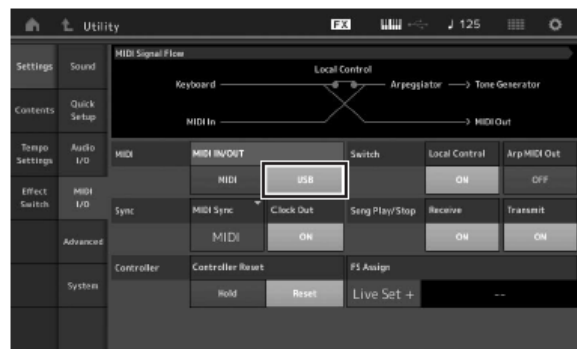 Utility FX ♩ 125
MIDI Signal Flow
Settings Sound
Local Control
Keyboard Arpeggiator Tone Generator
Contents Quick Setup
MIDI In MIDI Out
Tempo Settings Audio I/O
MIDI MIDI IN/OUT Switch Local Control Arp MIDI Out
MIDI USB ON OFF
Effect Switch MIDI I/O
Sync MIDI Sync Clock Out Song Play/Stop Receive Transmit
MIDI ON ON ON
Advanced
Controller Controller Reset FS Assign
System
Hold Reset Live Set + --